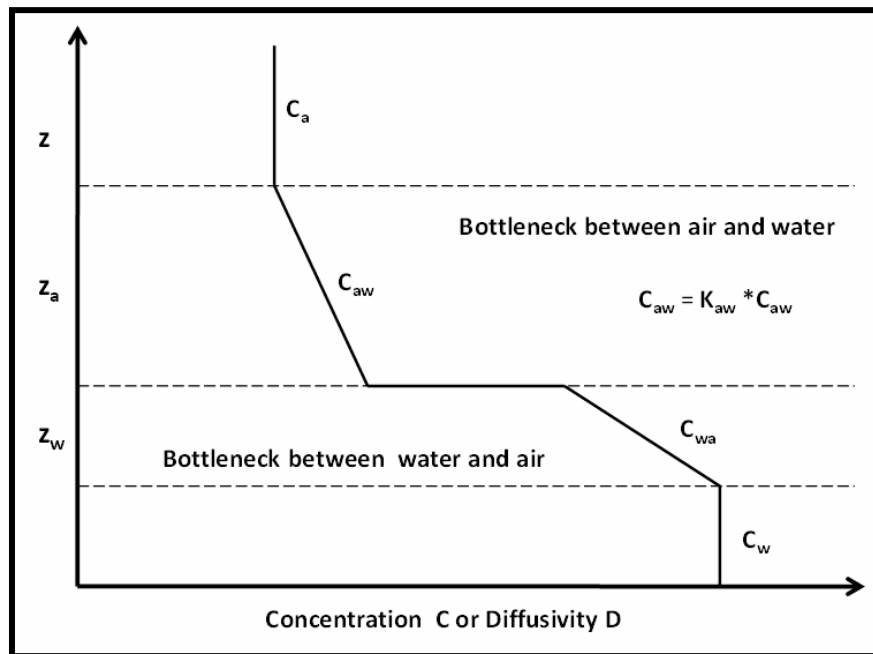 C_a
z
Bottleneck between air and water
C_aw
z_a
C_aw = K_aw *C_aw
z_w
C_wa
Bottleneck between water and air
C_w
Concentration C or Diffusivity D